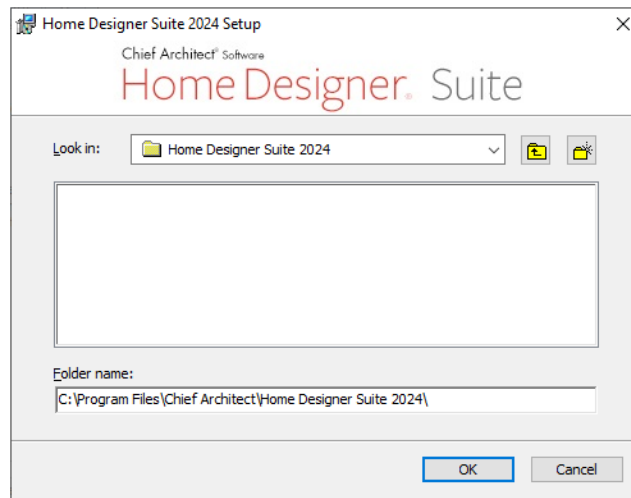 Home Designer Suite 2024 Setup
Chief Architect® Software
Home Designer® Suite
Look in:
Home Designer Suite 2024
Folder name:
C:\Program Files\Chief Architect\Home Designer Suite 2024\
OK
Cancel